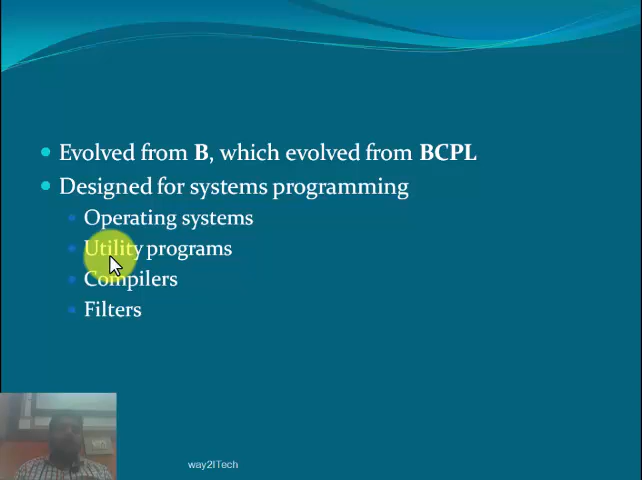 Evolved from B, which evolved from BCPL
Designed for systems programming
Operating systems
Utility programs
Compilers
Filters
way2ITech